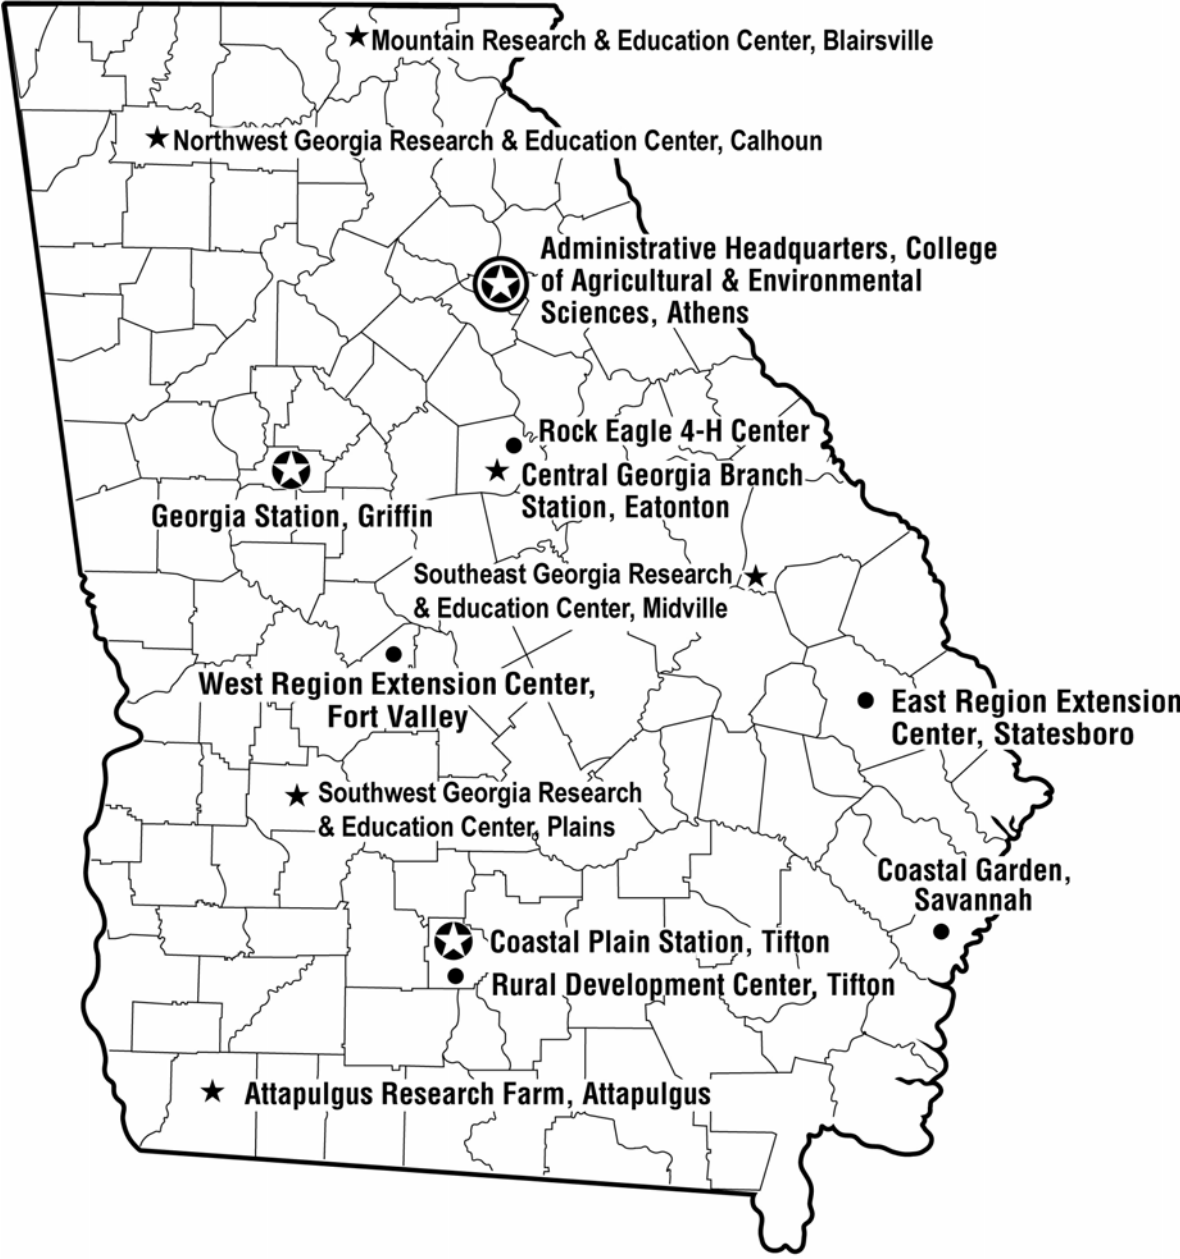 Mountain Research & Education Center, Blairsville
Northwest Georgia Research & Education Center, Calhoun
Administrative Headquarters, College
of Agricultural & Environmental
Sciences, Athens
Rock Eagle 4-H Center
Central Georgia Branch
Station, Eatonton
Georgia Station, Griffin
Southeast Georgia Research
& Education Center, Midville
West Region Extension Center,
Fort Valley
East Region Extension
Center, Statesboro
Southwest Georgia Research
& Education Center, Plains
Coastal Garden,
Savannah
Coastal Plain Station, Tifton
Rural Development Center, Tifton
Attapulgus Research Farm, Attapulgus